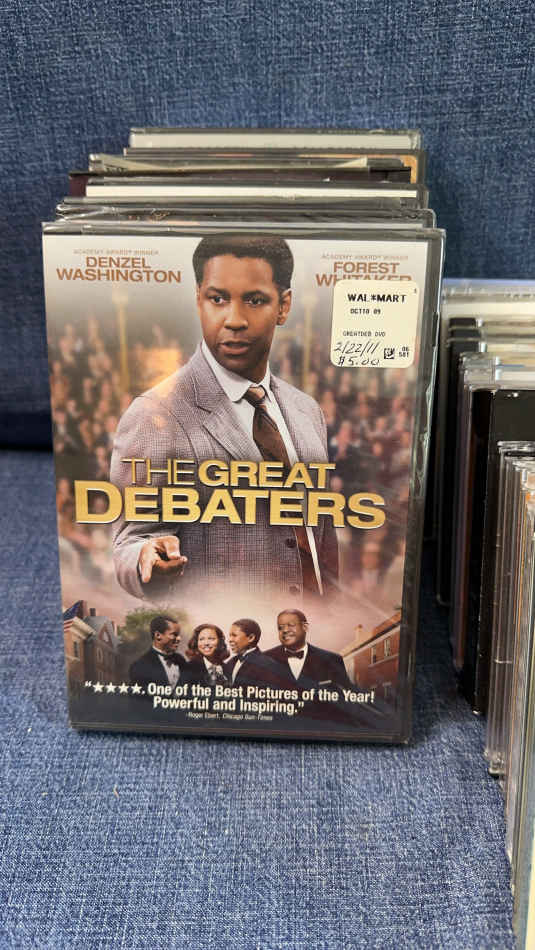 ACADEMY AWARD® WINNER
DENZEL
WASHINGTON
ACADEMY AWARD® WINNER
FOREST
WHITAKER
WAL★MART
OCT10 09
GREATDEB DVD
2/22/11
$5.00
06
501
THE GREAT
DEBATERS
"★★★★. One of the Best Pictures of the Year!
Powerful and Inspiring."
-Roger Ebert, Chicago Sun-Times